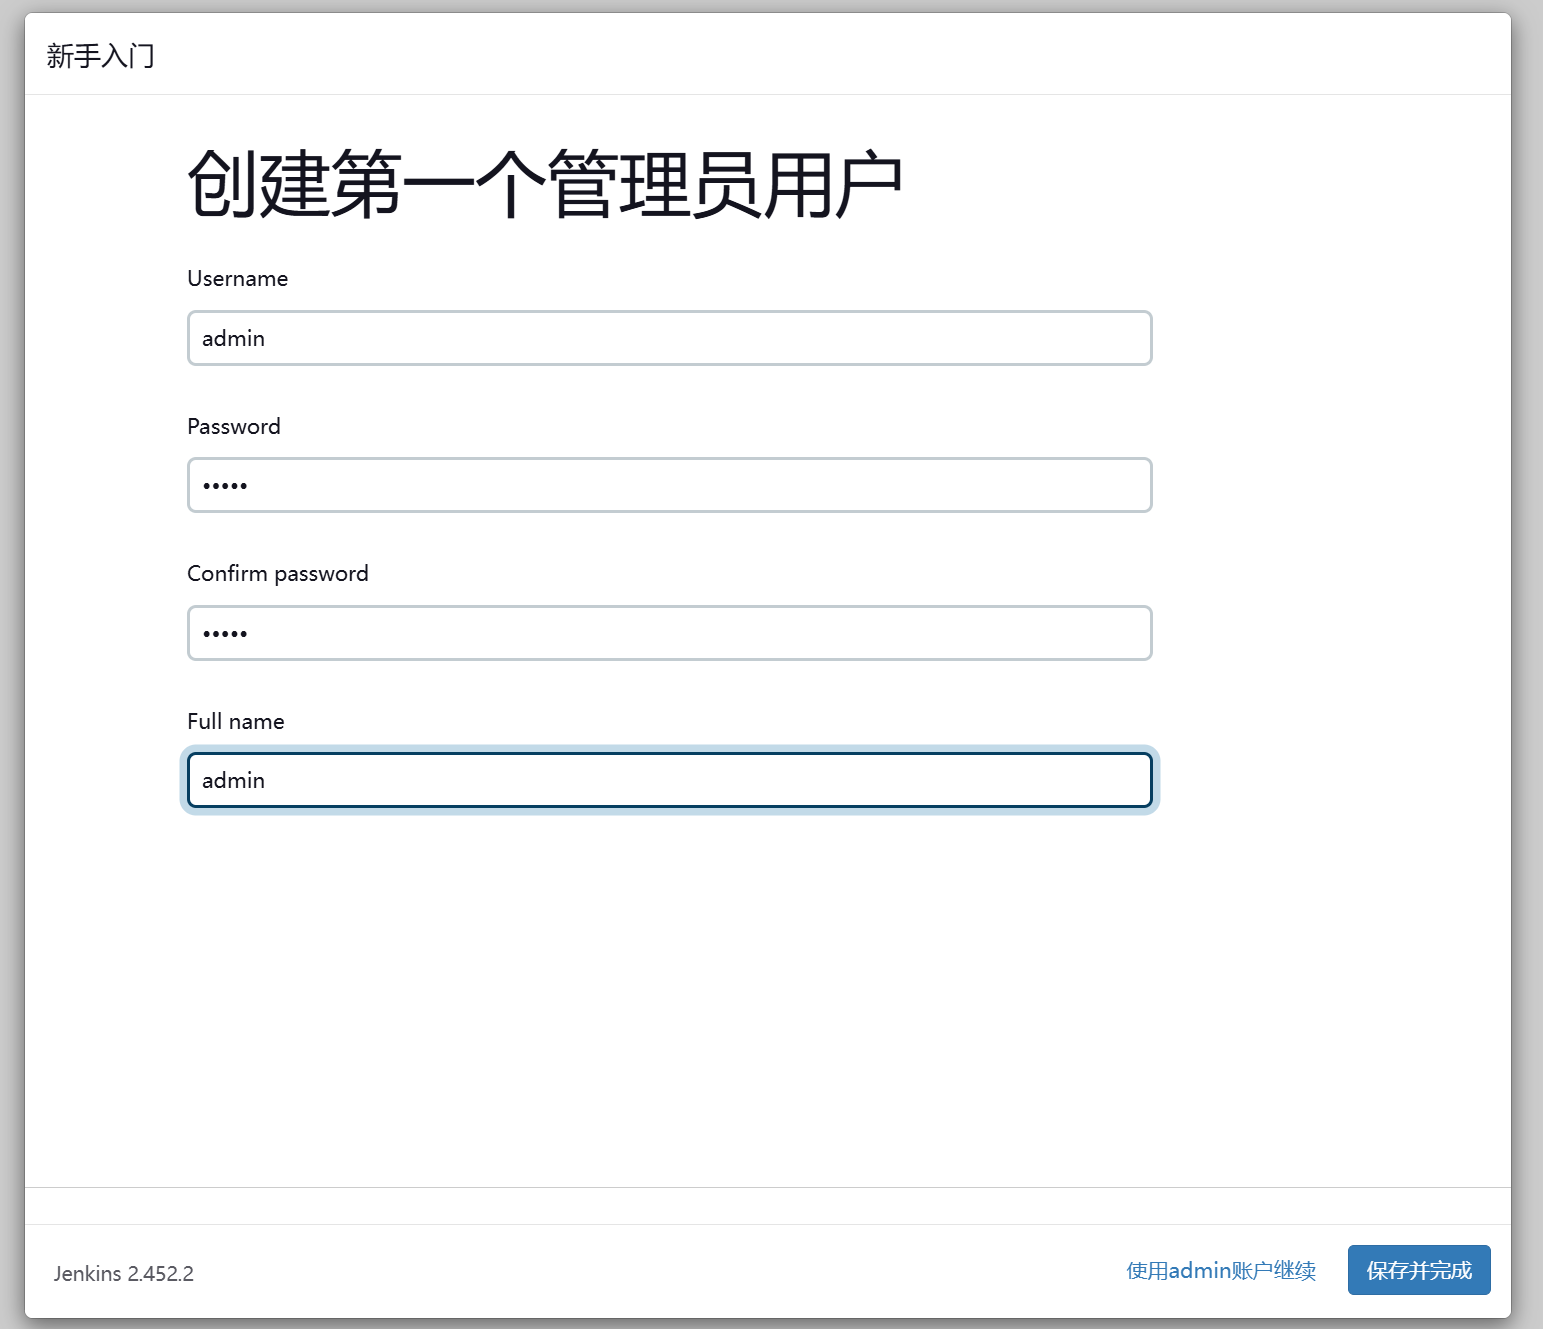 新手入门
创建第一个管理员用户
Username
admin
Password
•••••
Confirm password
•••••
Full name
admin
Jenkins 2.452.2
使用admin账户继续
保存并完成